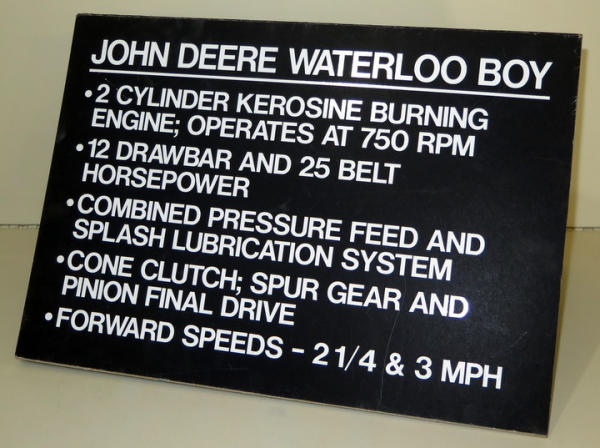 JOHN DEERE WATERLOO BOY
•2 CYLINDER KEROSINE BURNING
ENGINE; OPERATES AT 750 RPM
•12 DRAWBAR AND 25 BELT
HORSEPOWER
•COMBINED PRESSURE FEED AND
SPLASH LUBRICATION SYSTEM
•CONE CLUTCH; SPUR GEAR AND
PINION FINAL DRIVE
•FORWARD SPEEDS - 2 1/4 & 3 MPH